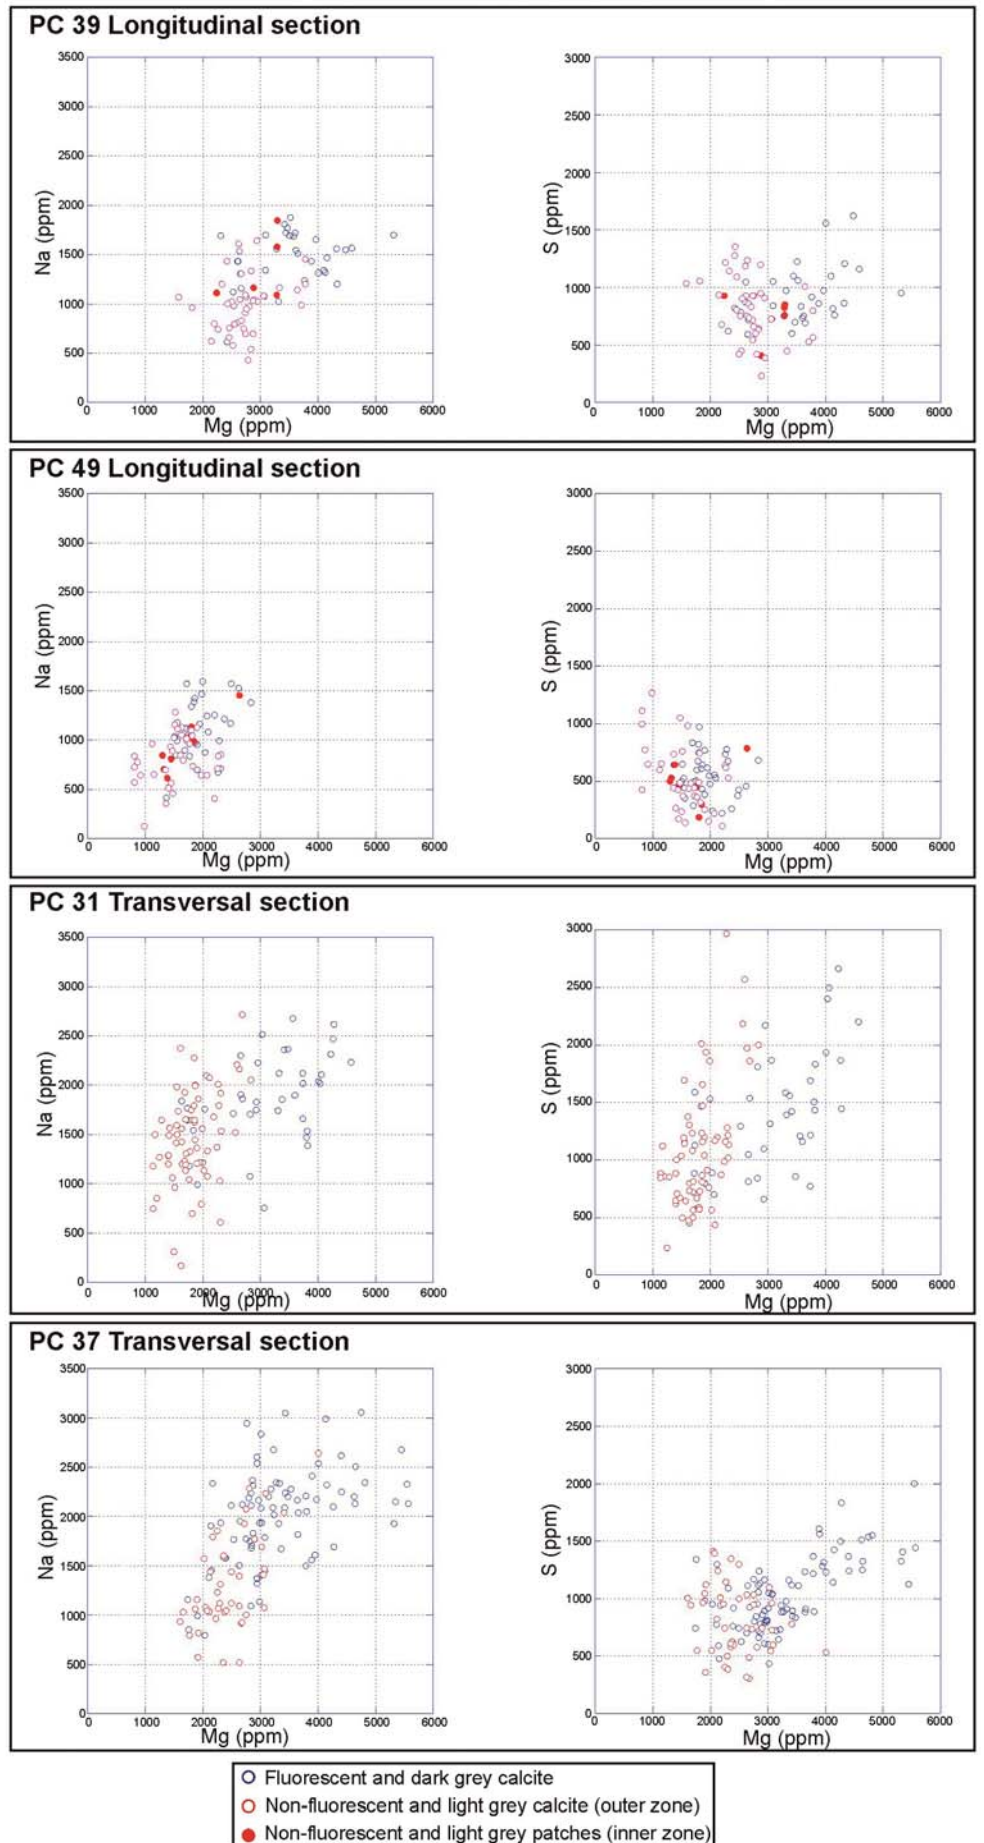 PC 39 Longitudinal section
3500
3000
2500
2000
1500
1000
500
0
Na (ppm)
0 1000 2000 3000 4000 5000 6000
Mg (ppm)
3000
2500
2000
1500
1000
500
0
S (ppm)
0 1000 2000 3000 4000 5000 6000
Mg (ppm)
PC 49 Longitudinal section
3500
3000
2500
2000
1500
1000
500
0
Na (ppm)
0 1000 2000 3000 4000 5000 6000
Mg (ppm)
3000
2500
2000
1500
1000
500
0
S (ppm)
0 1000 2000 3000 4000 5000 6000
Mg (ppm)
PC 31 Transversal section
3500
3000
2500
2000
1500
1000
500
0
Na (ppm)
0 1000 2000 3000 4000 5000 6000
Mg (ppm)
3000
2500
2000
1500
1000
500
0
S (ppm)
0 1000 2000 3000 4000 5000 6000
Mg (ppm)
PC 37 Transversal section
3500
3000
2500
2000
1500
1000
500
0
Na (ppm)
0 1000 2000 3000 4000 5000 6000
Mg (ppm)
3000
2500
2000
1500
1000
500
0
S (ppm)
0 1000 2000 3000 4000 5000 6000
Mg (ppm)
Fluorescent and dark grey calcite
Non-fluorescent and light grey calcite (outer zone)
Non-fluorescent and light grey patches (inner zone)